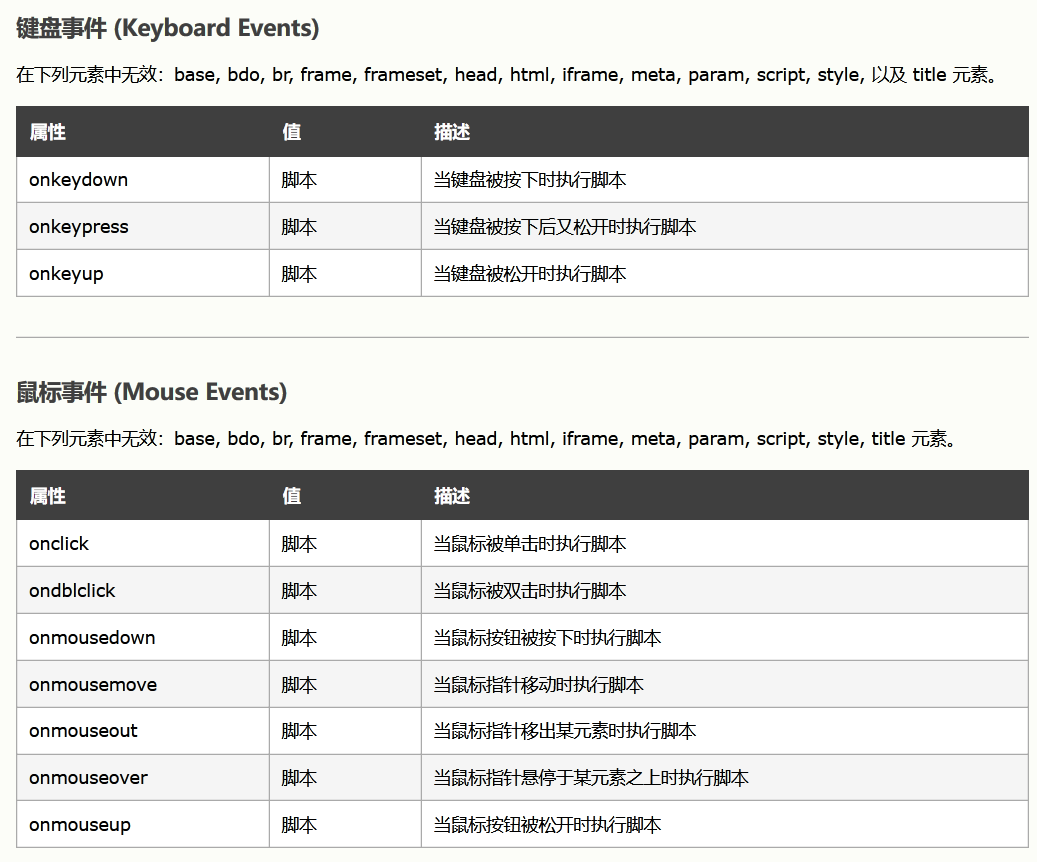 键盘事件 (Keyboard Events)
在下列元素中无效：base, bdo, br, frame, frameset, head, html, iframe, meta, param, script, style, 以及 title 元素。
属性 值 描述
onkeydown 脚本 当键盘被按下时执行脚本
onkeypress 脚本 当键盘被按下后又松开时执行脚本
onkeyup 脚本 当键盘被松开时执行脚本
鼠标事件 (Mouse Events)
在下列元素中无效：base, bdo, br, frame, frameset, head, html, iframe, meta, param, script, style, title 元素。
属性 值 描述
onclick 脚本 当鼠标被单击时执行脚本
ondblclick 脚本 当鼠标被双击时执行脚本
onmousedown 脚本 当鼠标按钮被按下时执行脚本
onmousemove 脚本 当鼠标指针移动时执行脚本
onmouseout 脚本 当鼠标指针移出某元素时执行脚本
onmouseover 脚本 当鼠标指针悬停于某元素之上时执行脚本
onmouseup 脚本 当鼠标按钮被松开时执行脚本